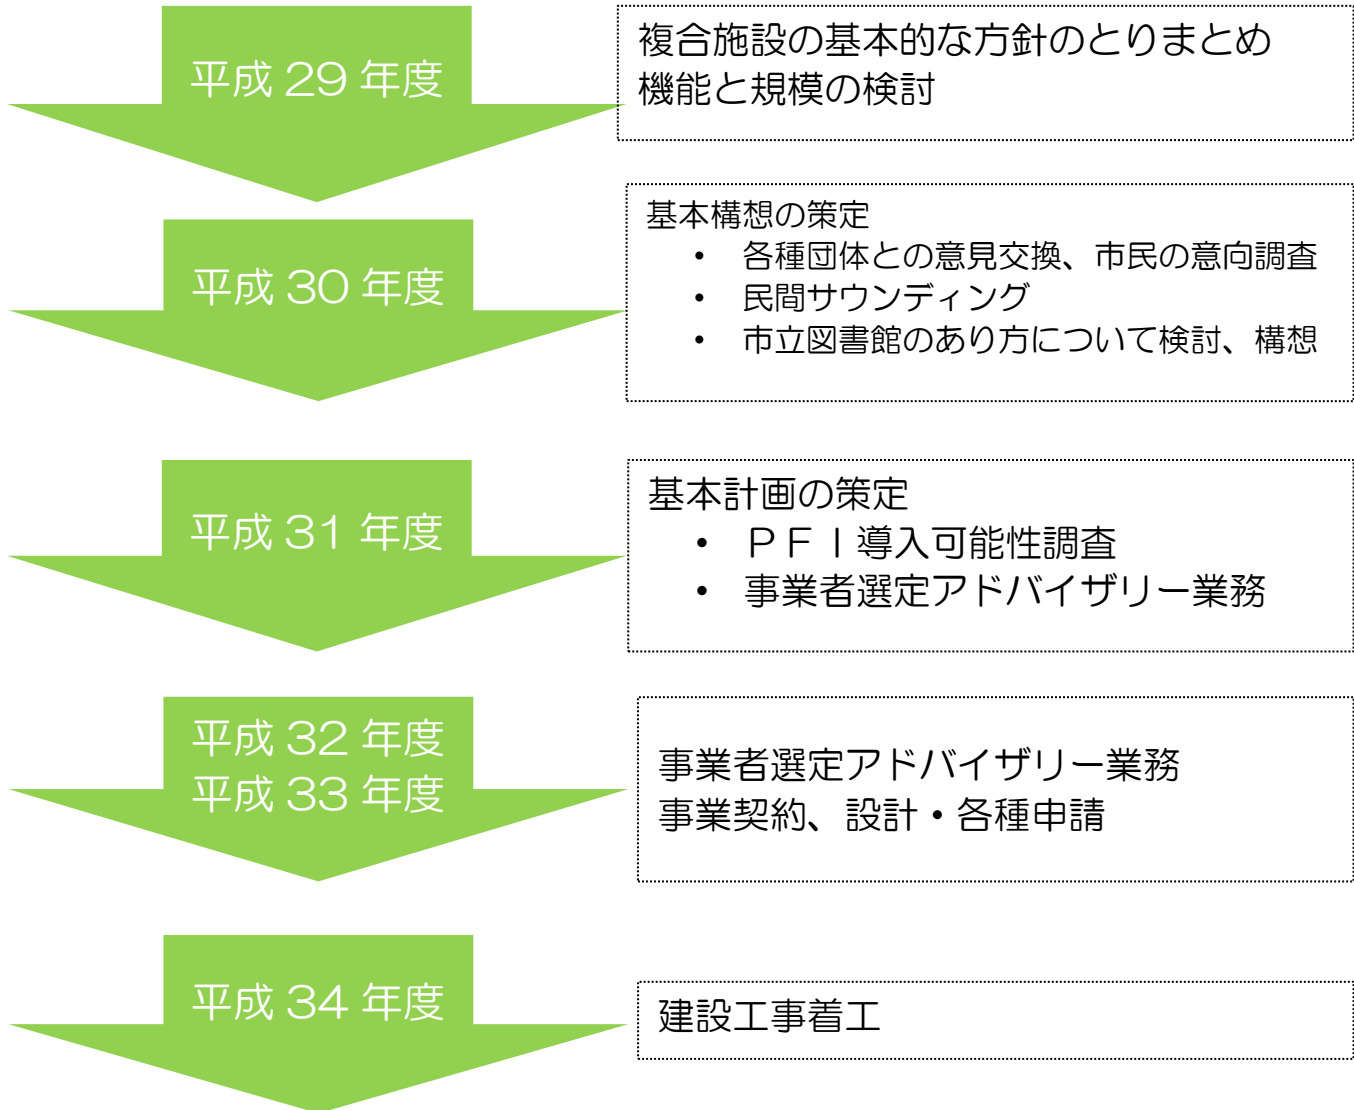 平成 29 年度
複合施設の基本的な方針のとりまとめ
機能と規模の検討
平成 30 年度
基本構想の策定
• 各種団体との意見交換、市民の意向調査
• 民間サウンディング
• 市立図書館のあり方について検討、構想
平成 31 年度
基本計画の策定
• ＰＦＩ導入可能性調査
• 事業者選定アドバイザリー業務
平成 32 年度
平成 33 年度
事業者選定アドバイザリー業務
事業契約、設計・各種申請
平成 34 年度
建設工事着工